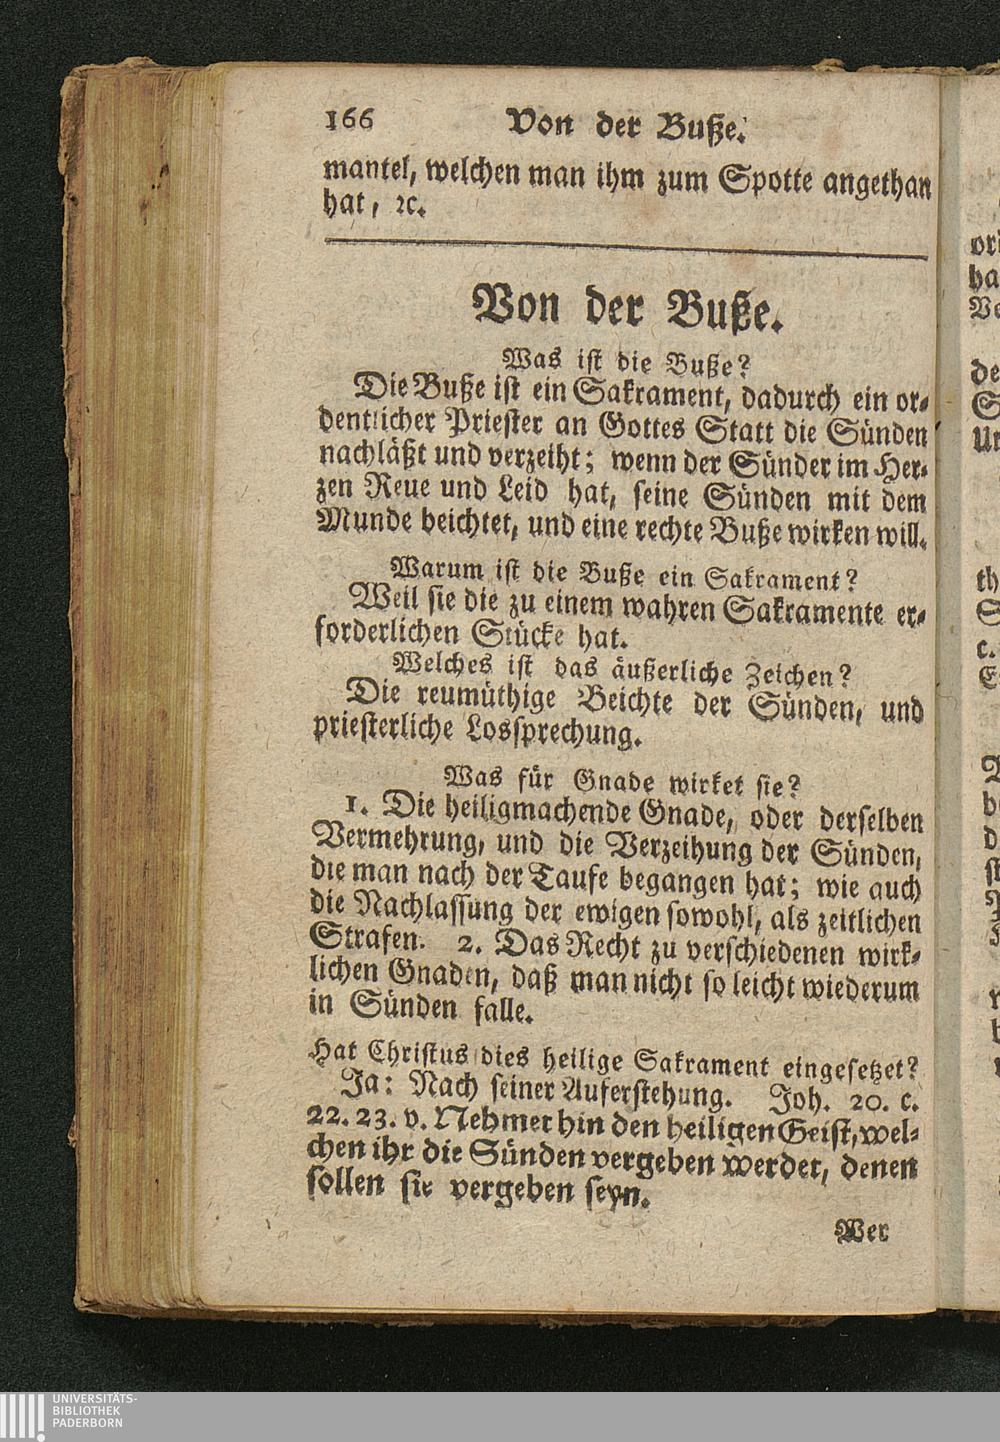 166 Von der Buße.
mantel, welchen man ihm zum Spotte angethan
hat, ꝛc.
Von der Buße.
Was ist die Buße?
Die Buße ist ein Sakrament, dadurch ein or-
dentlicher Priester an Gottes Statt die Sünden
nachläßt und verzeiht; wenn der Sünder im Her-
zen Reue und Leid hat, seine Sünden mit dem
Munde beichtet, und eine rechte Buße wirken will.
Warum ist die Buße ein Sakrament?
Weil sie die zu einem wahren Sakramente er-
forderlichen Stücke hat.
Welches ist das äußerliche Zeichen?
Die reumüthige Beichte der Sünden, und
priesterliche Lossprechung.
Was für Gnade wirket sie?
1. Die heiligmachende Gnade, oder derselben
Vermehrung, und die Verzeihung der Sünden,
die man nach der Taufe begangen hat; wie auch
die Nachlassung der ewigen sowohl, als zeitlichen
Strafen. 2. Das Recht zu verschiedenen wirk-
lichen Gnaden, daß man nicht so leicht wiederum
in Sünden falle.
Hat Christus dies heilige Sakrament eingesetzet?
Ja: Nach seiner Auferstehung. Joh. 20. c.
22. 23. v. Nehmet hin den heiligen Geist, wel-
chen ihr die Sünden vergeben werdet, denen
sollen sie vergeben seyn.
Wer
UNIVERSITÄTS-
BIBLIOTHEK
PADERBORN